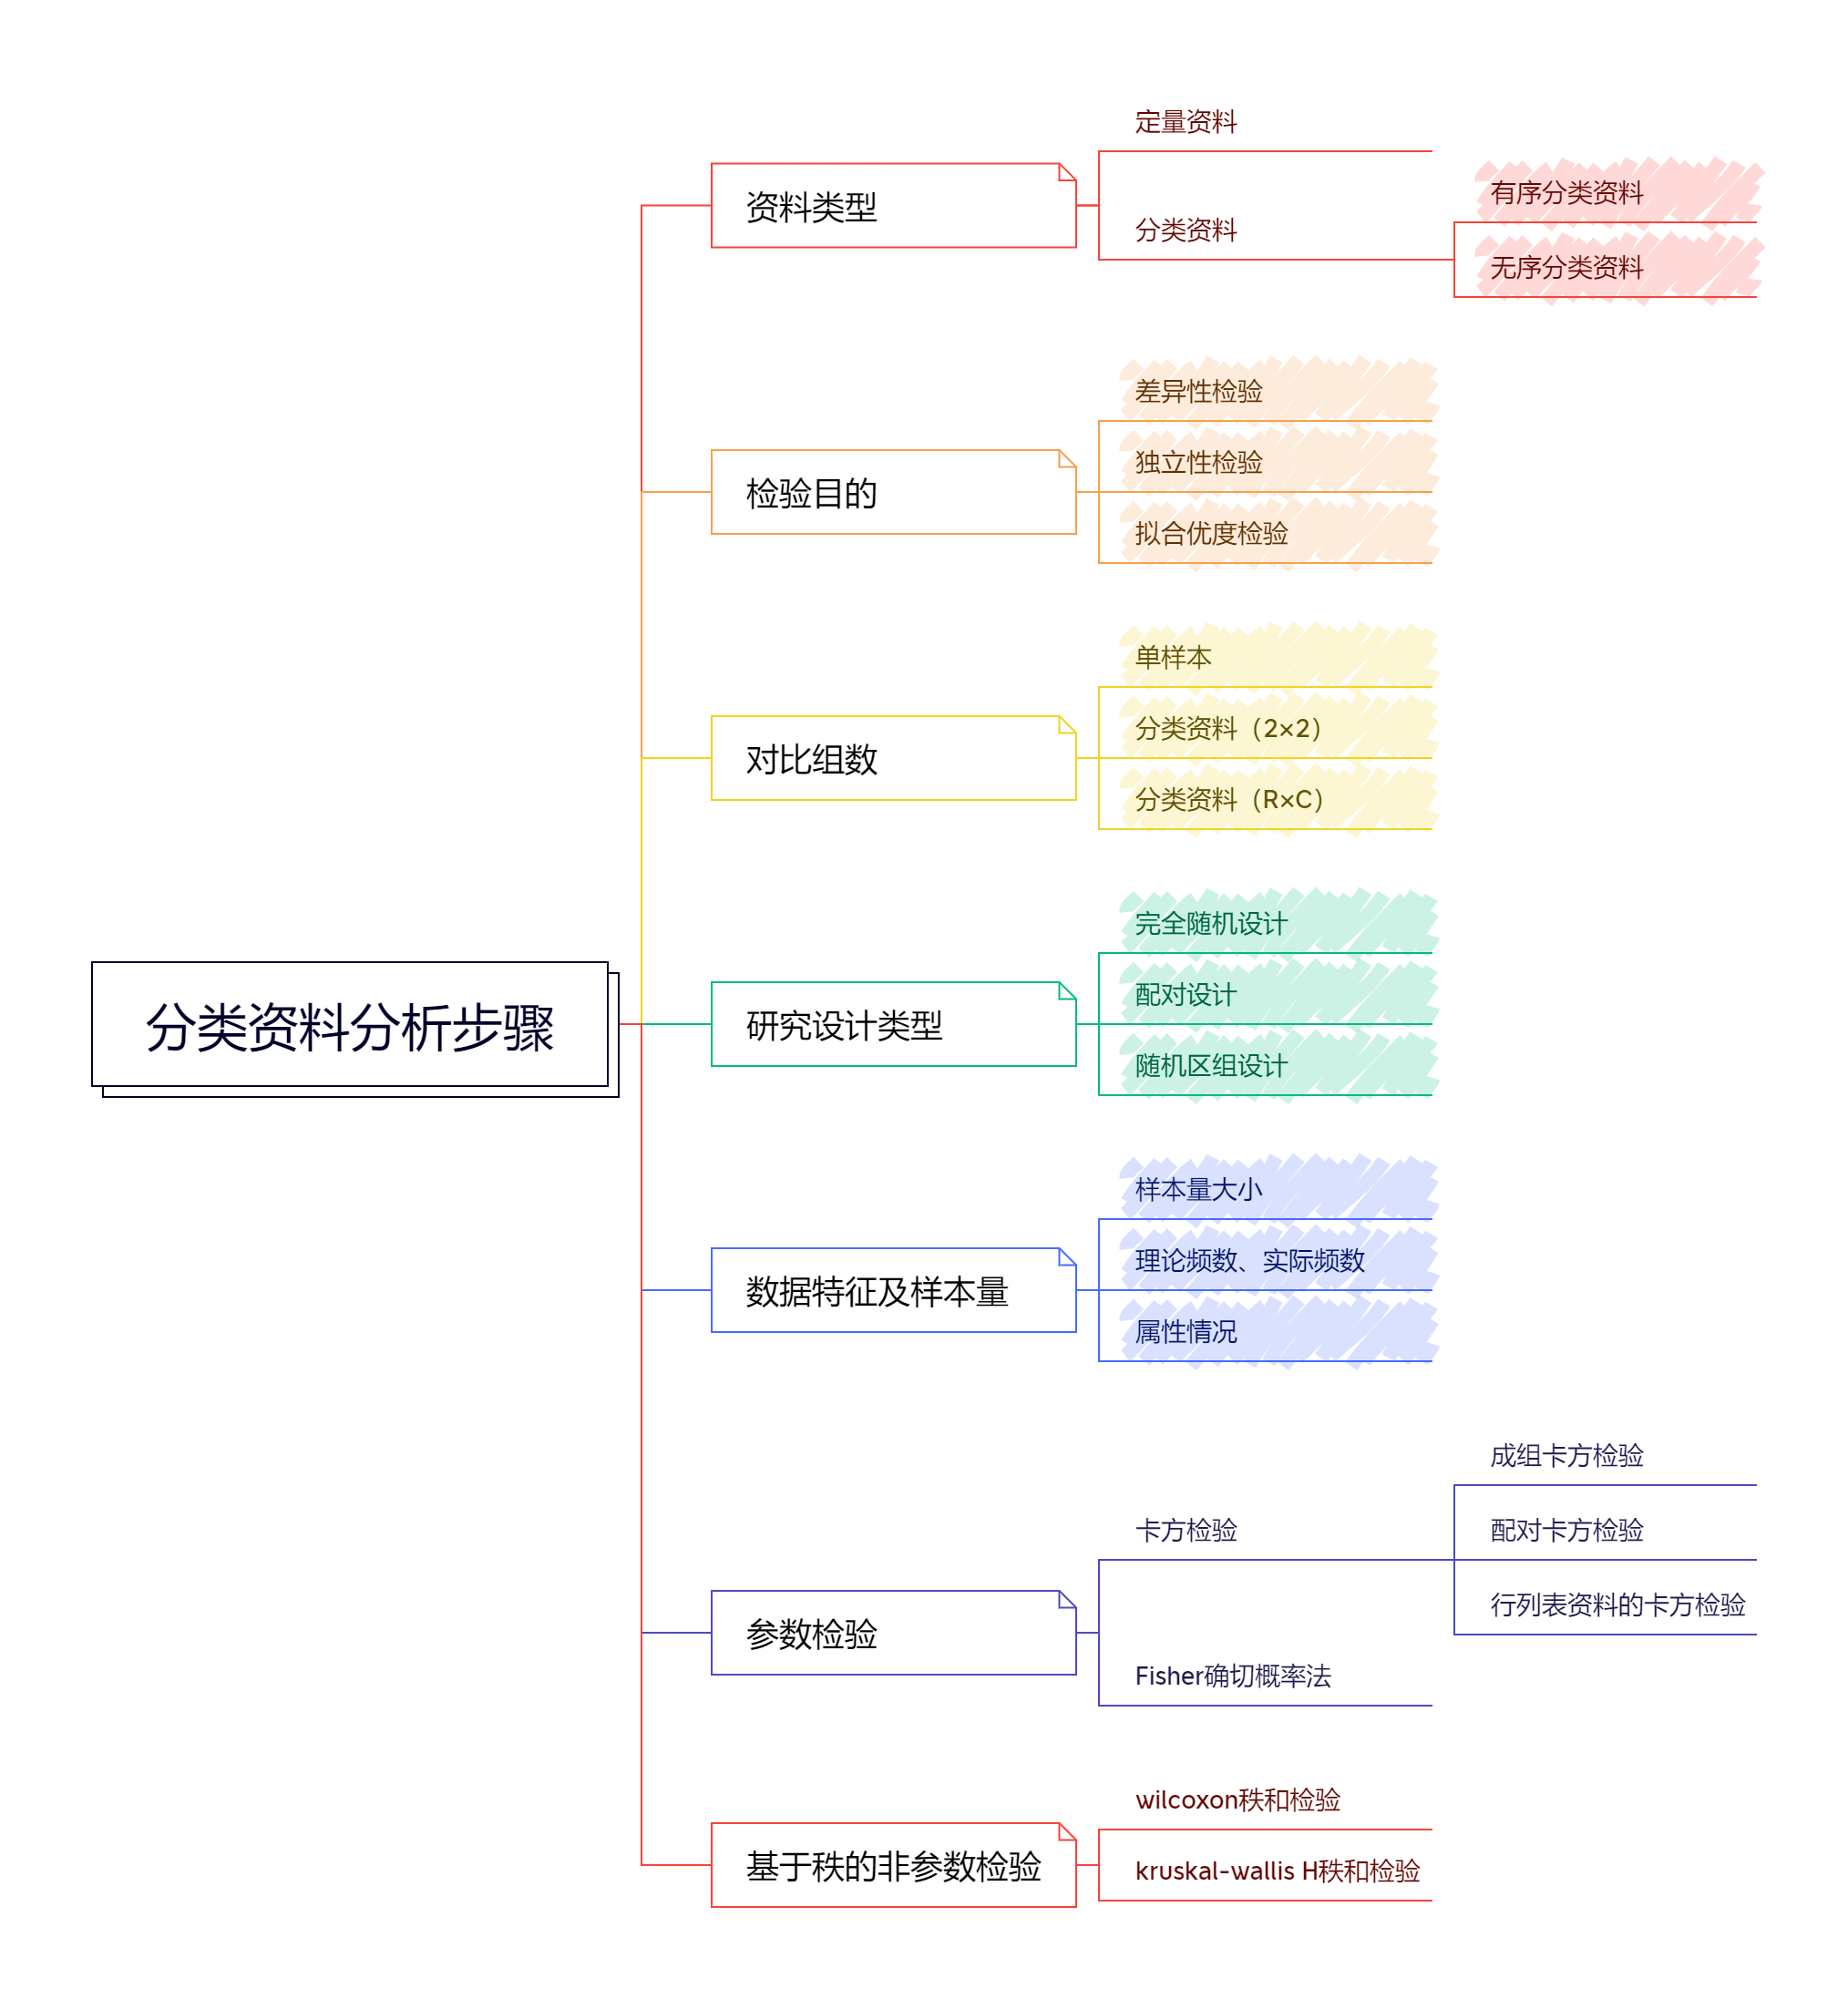 分类资料分析步骤
资料类型
定量资料
分类资料
有序分类资料
无序分类资料
检验目的
差异性检验
独立性检验
拟合优度检验
对比组数
单样本
分类资料（2×2）
分类资料（R×C）
研究设计类型
完全随机设计
配对设计
随机区组设计
数据特征及样本量
样本量大小
理论频数、实际频数
属性情况
参数检验
卡方检验
成组卡方检验
配对卡方检验
行列表资料的卡方检验
Fisher确切概率法
基于秩的非参数检验
wilcoxon秩和检验
kruskal-wallis H秩和检验